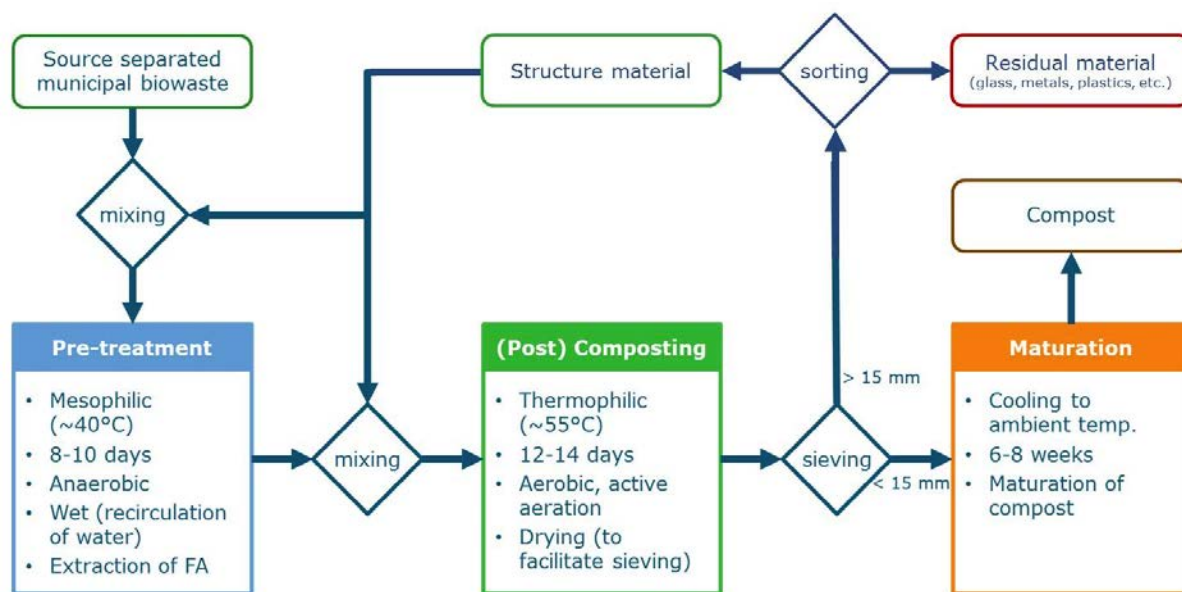 Source separated
municipal biowaste
Structure material
sorting
Residual material
(glass, metals, plastics, etc.)
mixing
Compost
Pre-treatment
• Mesophilic
(~40°C)
• 8-10 days
• Anaerobic
• Wet (recirculation
of water)
• Extraction of FA
mixing
(Post) Composting
• Thermophilic
(~55°C)
• 12-14 days
• Aerobic, active
aeration
• Drying (to
facilitate sieving)
> 15 mm
sieving
< 15 mm
Maturation
• Cooling to
ambient temp.
• 6-8 weeks
• Maturation of
compost